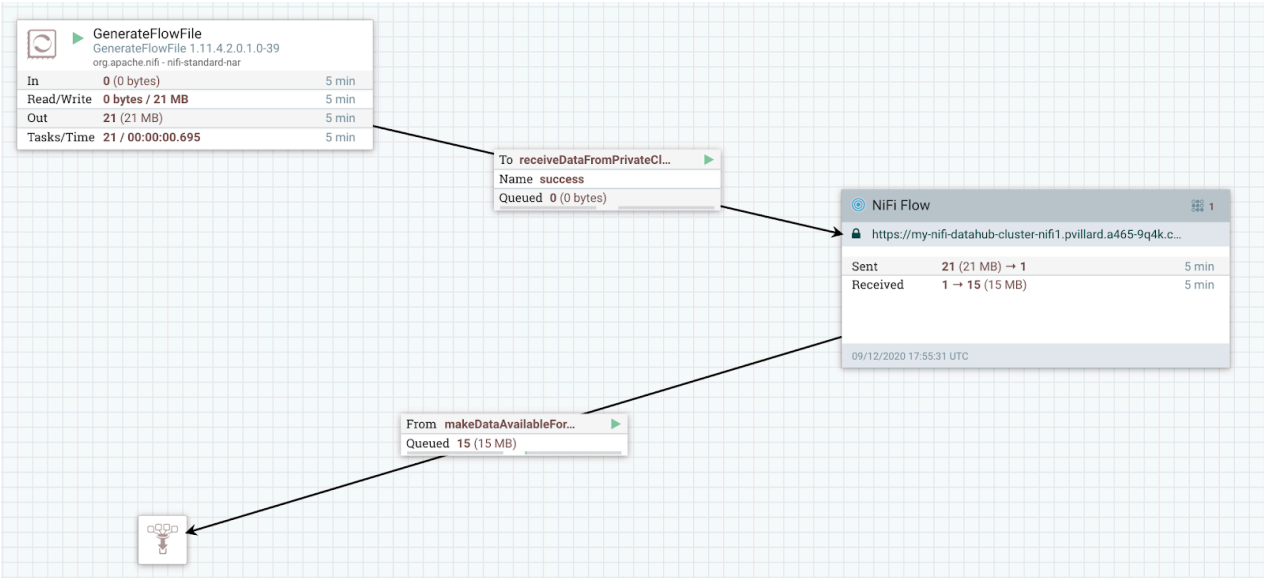 GenerateFlowFile
GenerateFlowFile 1.11.4.2.0.1.0-39
org.apache.nifi - nifi-standard-nar
In 0 (0 bytes) 5 min
Read/Write 0 bytes / 21 MB 5 min
Out 21 (21 MB) 5 min
Tasks/Time 21 / 00:00:00.695 5 min
To receiveDataFromPrivateCl...
Name success
Queued 0 (0 bytes)
NiFi Flow 1
https://my-nifi-datahub-cluster-nifi1.pvillard.a465-9q4k.c...
Sent 21 (21 MB) → 1 5 min
Received 1 → 15 (15 MB) 5 min
09/12/2020 17:55:31 UTC
From makeDataAvailableFor...
Queued 15 (15 MB)